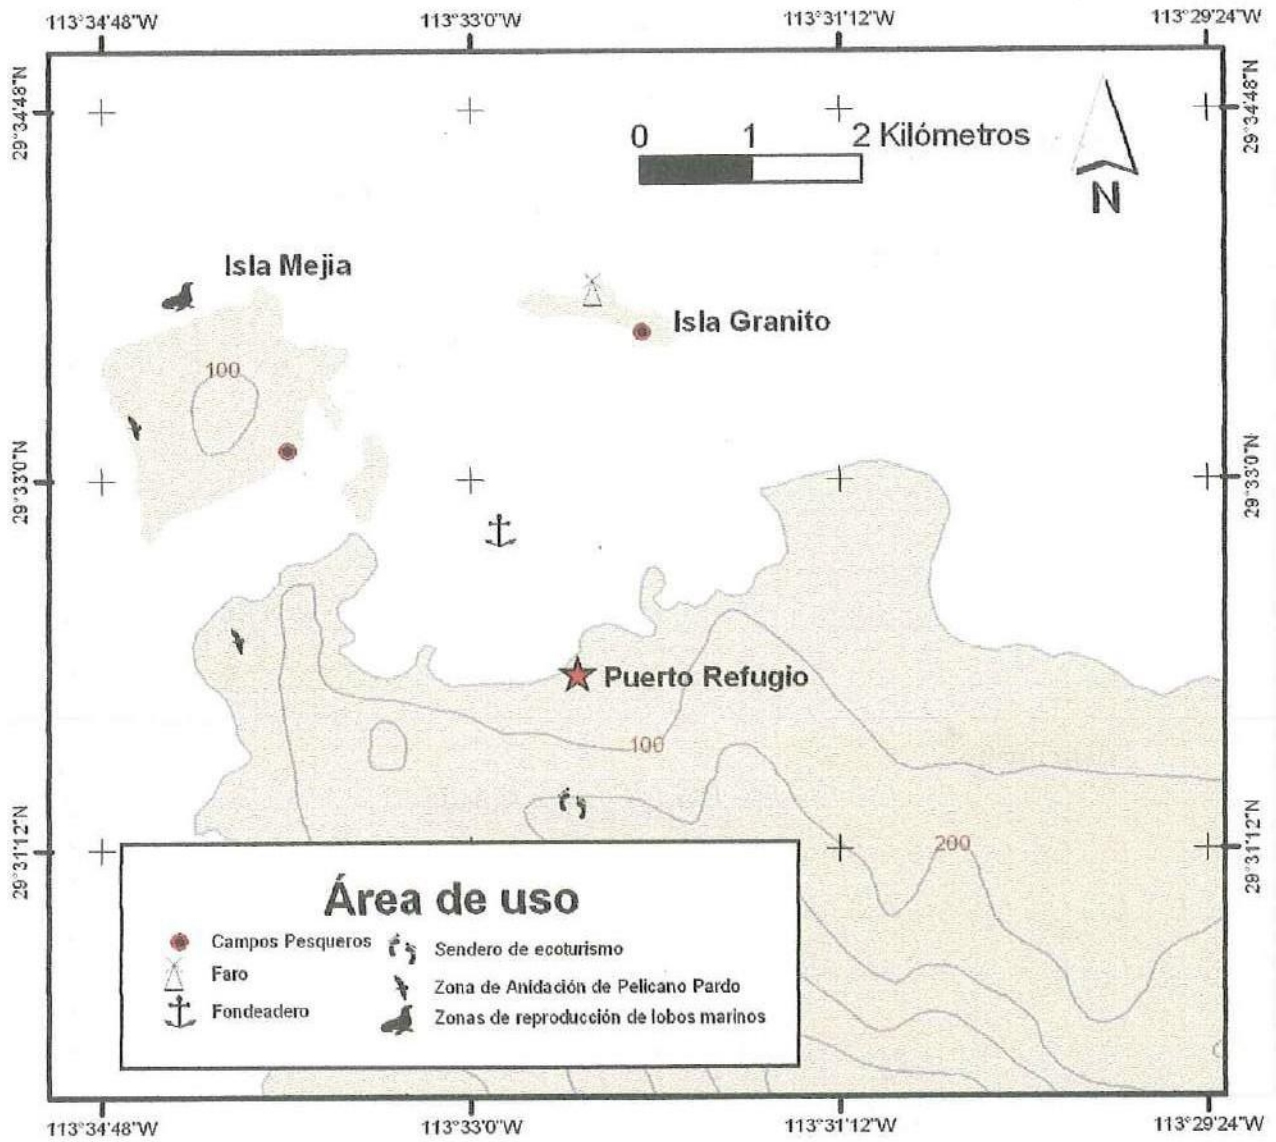 113°34'48"W
113°33'0"W
113°31'12"W
113°29'24"W
29°34'48"N
29°34'48"N
0 1 2 Kilómetros
N
Isla Mejia
Isla Granito
100
29°33'0"N
29°33'0"N
Puerto Refugio
100
29°31'12"N
200
29°31'12"N
Área de uso
Campos Pesqueros
Sendero de ecoturismo
Faro
Zona de Anidación de Pelicano Pardo
Fondeadero
Zonas de reproducción de lobos marinos
113°34'48"W
113°33'0"W
113°31'12"W
113°29'24"W